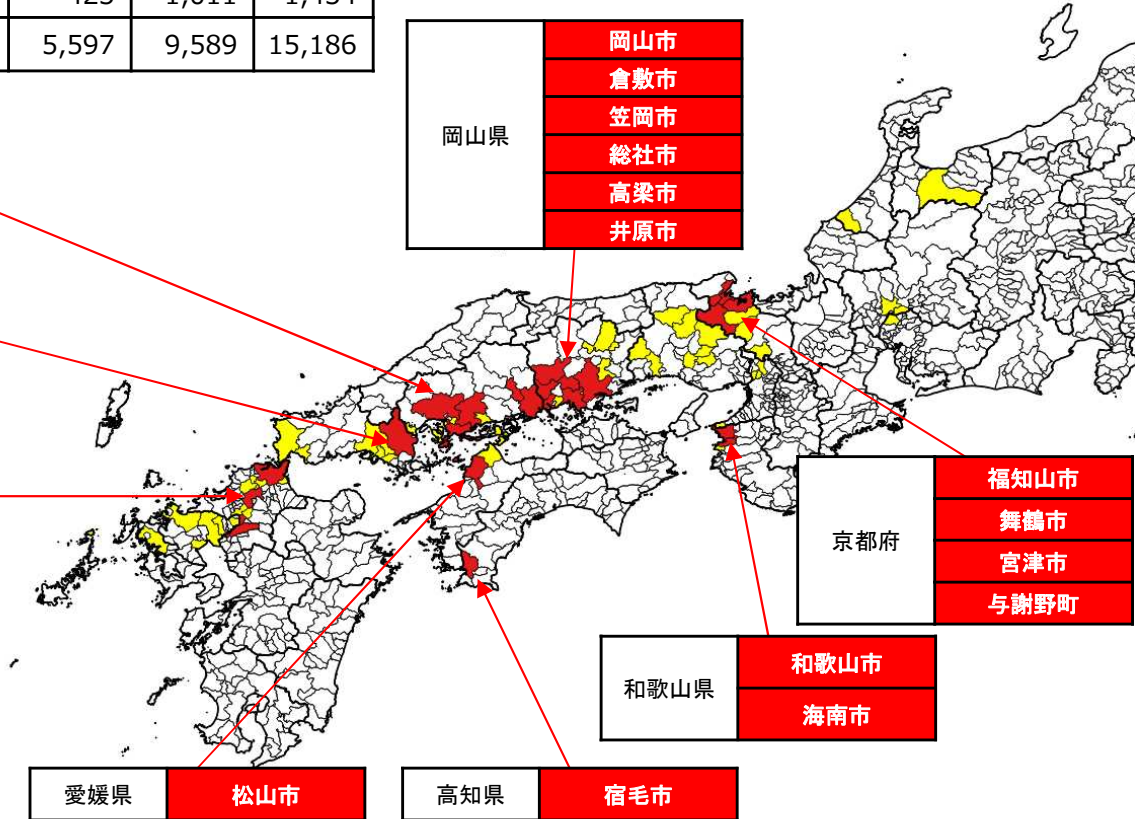 5,597 9,589 15,186
岡山県
岡山市
倉敷市
笠岡市
総社市
高梁市
井原市
京都府
福知山市
舞鶴市
宮津市
与謝野町
和歌山県
和歌山市
海南市
愛媛県 松山市
高知県 宿毛市